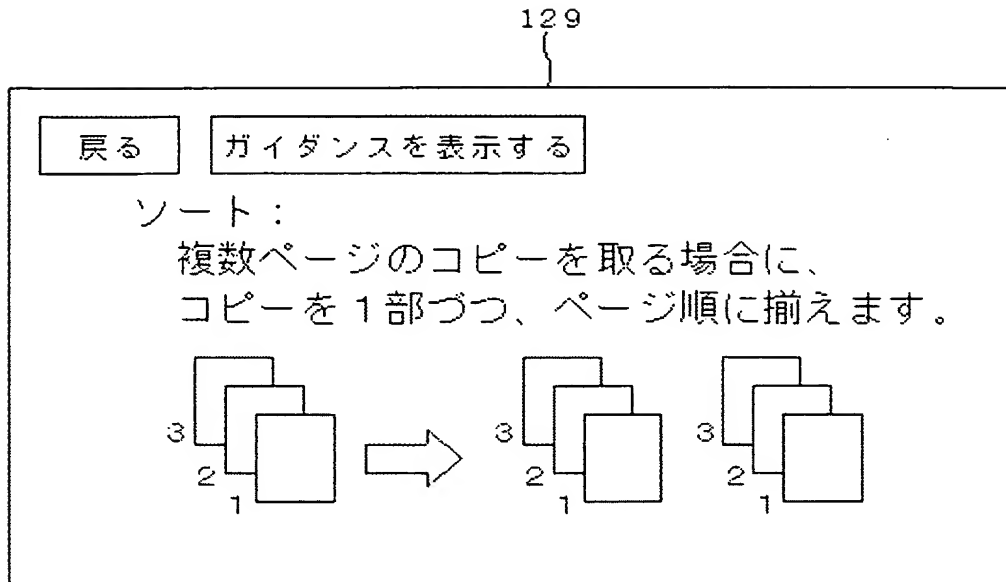 129
戻る ガイダンスを表示する
ソート：
複数ページのコピーを取る場合に、
コピーを１部づつ、ページ順に揃えます。
3 3 3
2 2 2
1 1 1